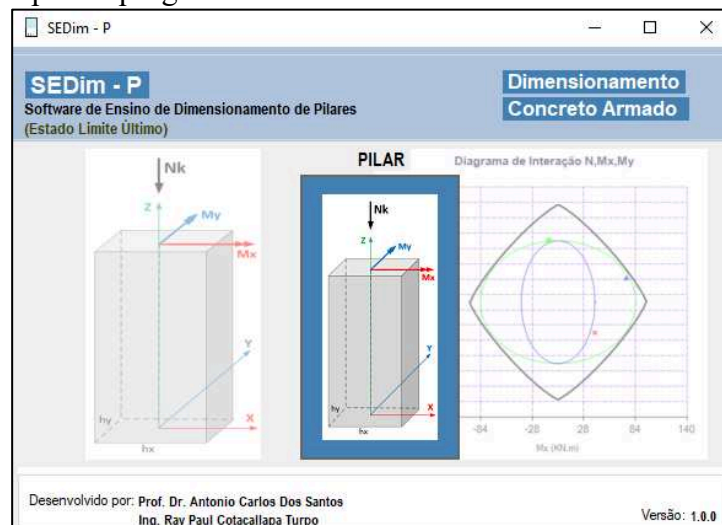 SEDim - P
SEDim - P
Software de Ensino de Dimensionamento de Pilares
(Estado Limite Último)
Dimensionamento
Concreto Armado
PILAR
Nk
Z
My
Mx
Y
X
hy
hx
Nk
Z
My
Mx
Y
X
hy
hx
Diagrama de Interação N,Mx,My
-84
-28
28
84
140
Mx (KN.m)
Desenvolvido por: Prof. Dr. Antonio Carlos Dos Santos
Ing. Ray Paul Cotacallapa Turpo
Versão: 1.0.0